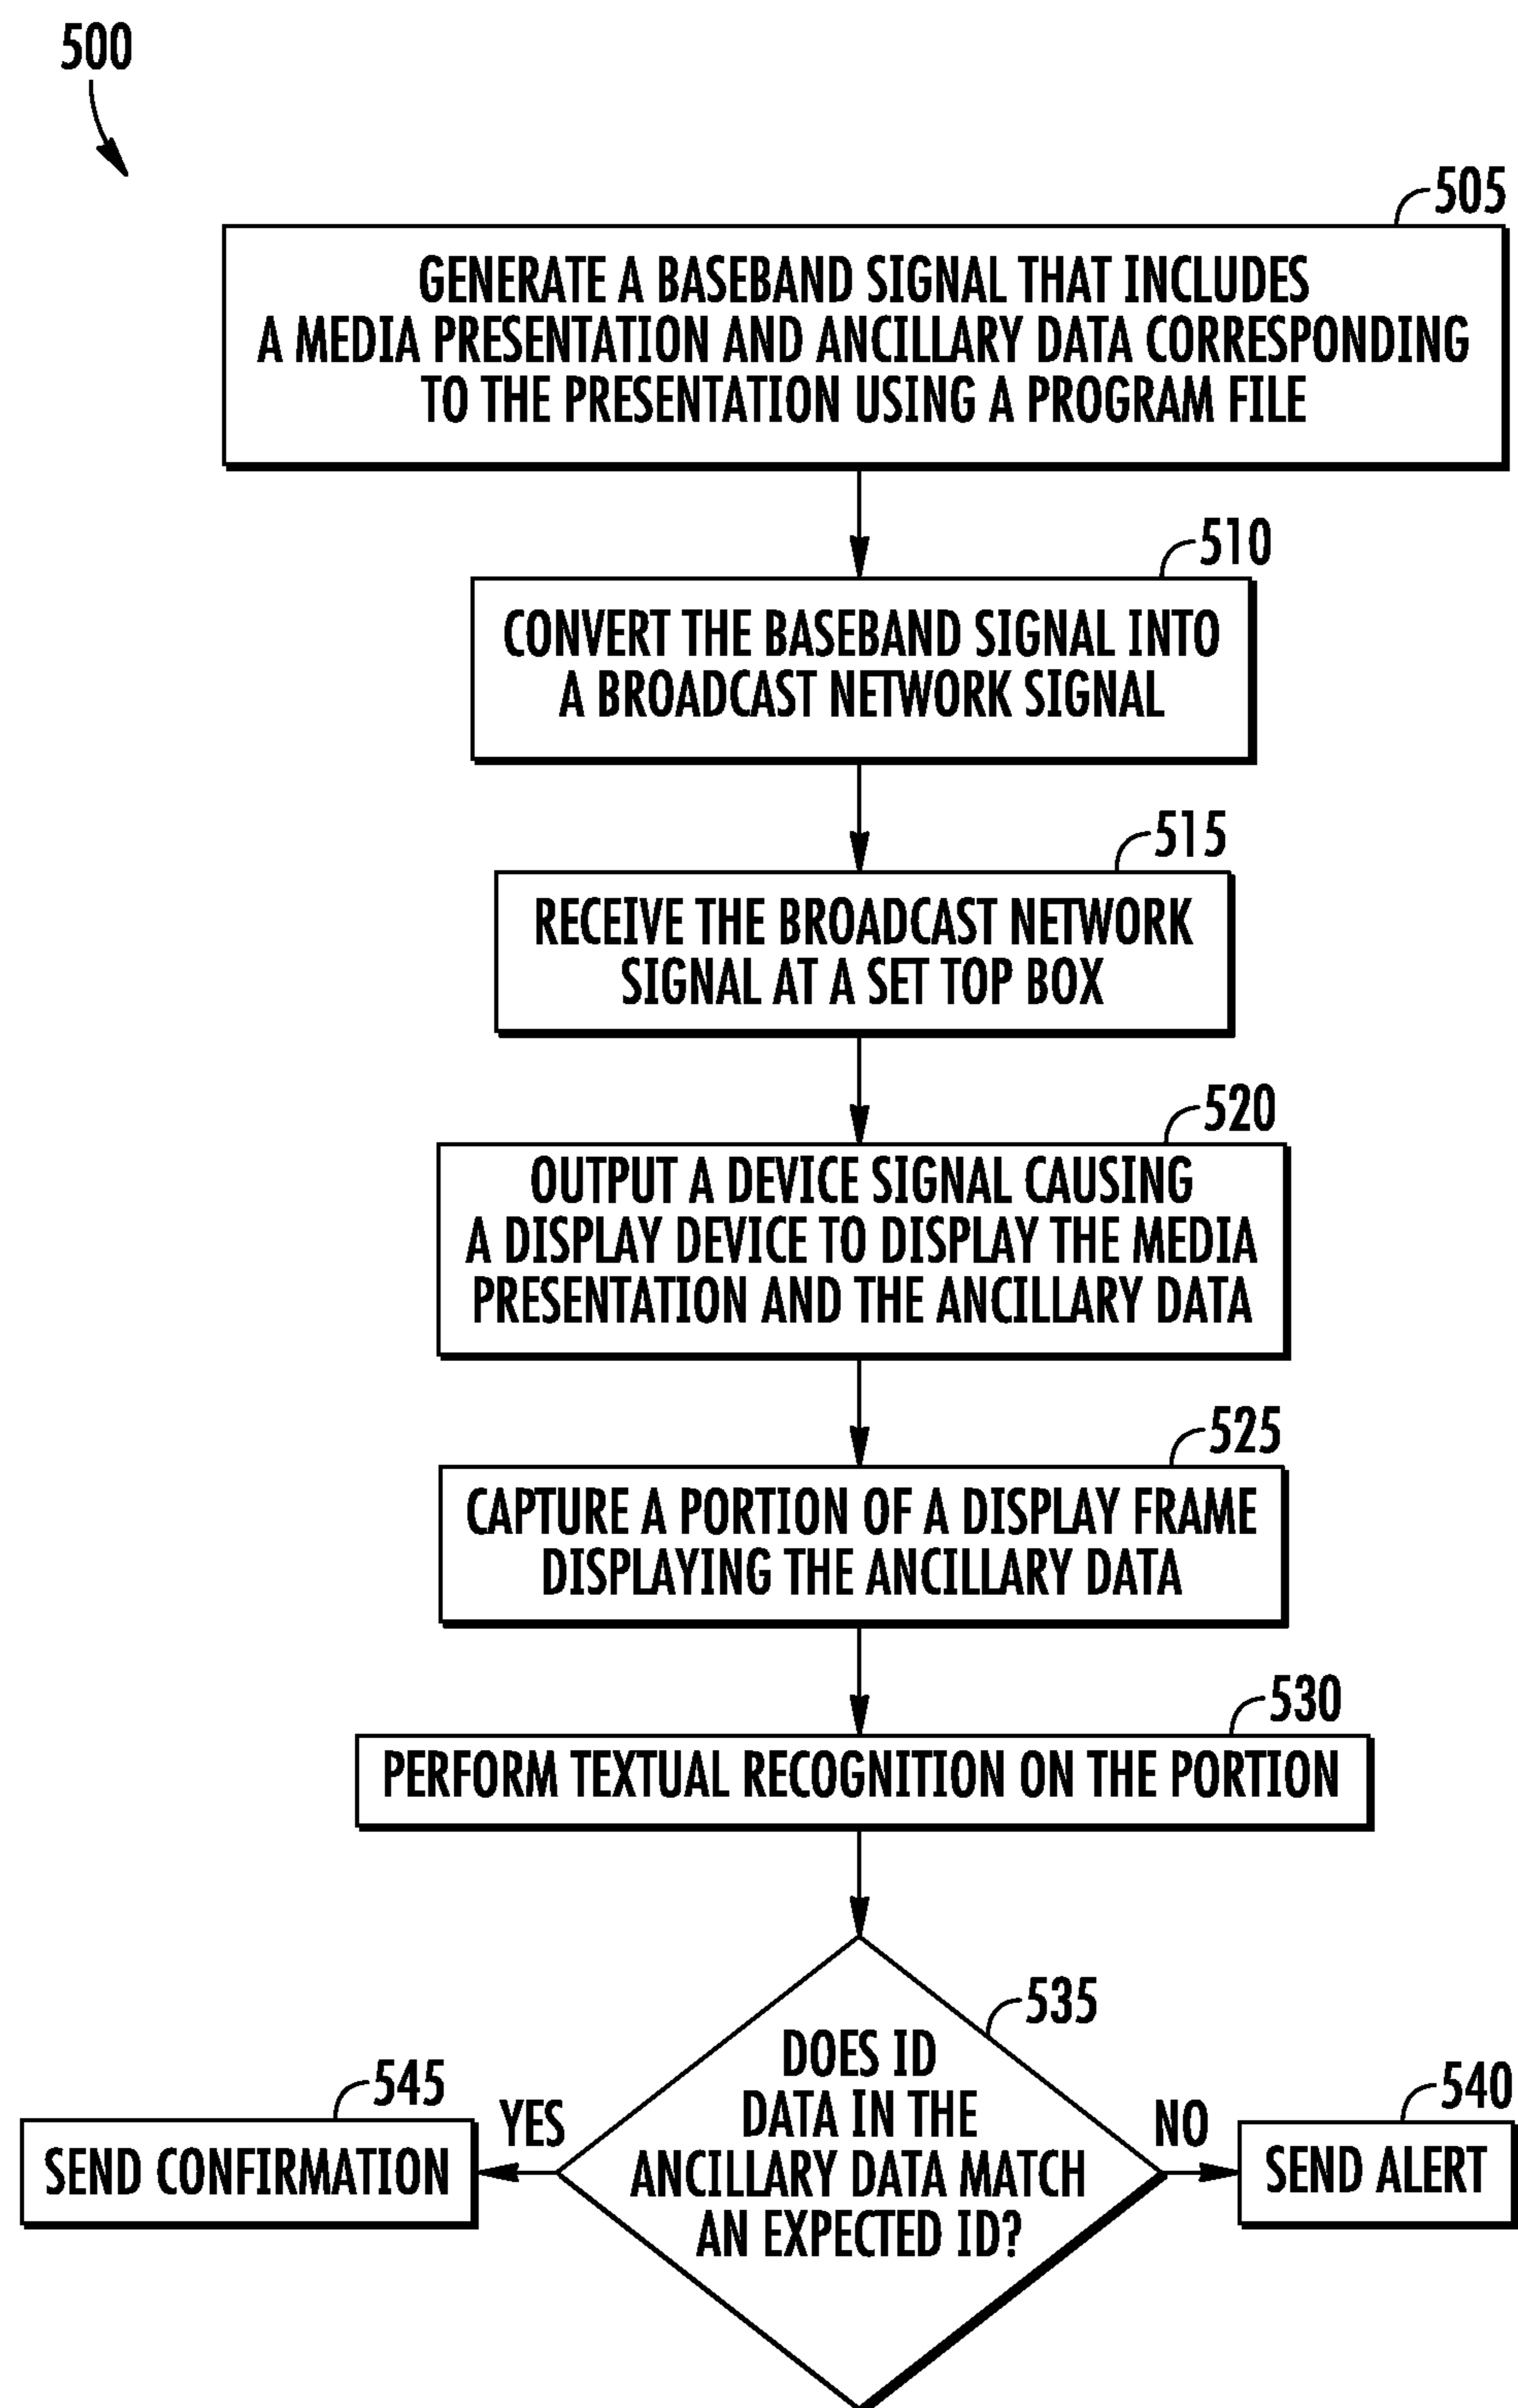 500
505
GENERATE A BASEBAND SIGNAL THAT INCLUDES
A MEDIA PRESENTATION AND ANCILLARY DATA CORRESPONDING
TO THE PRESENTATION USING A PROGRAM FILE
510
CONVERT THE BASEBAND SIGNAL INTO
A BROADCAST NETWORK SIGNAL
515
RECEIVE THE BROADCAST NETWORK
SIGNAL AT A SET TOP BOX
520
OUTPUT A DEVICE SIGNAL CAUSING
A DISPLAY DEVICE TO DISPLAY THE MEDIA
PRESENTATION AND THE ANCILLARY DATA
525
CAPTURE A PORTION OF A DISPLAY FRAME
DISPLAYING THE ANCILLARY DATA
530
PERFORM TEXTUAL RECOGNITION ON THE PORTION
535
DOES ID
DATA IN THE
ANCILLARY DATA MATCH
AN EXPECTED ID?
545
YES
SEND CONFIRMATION
NO
540
SEND ALERT